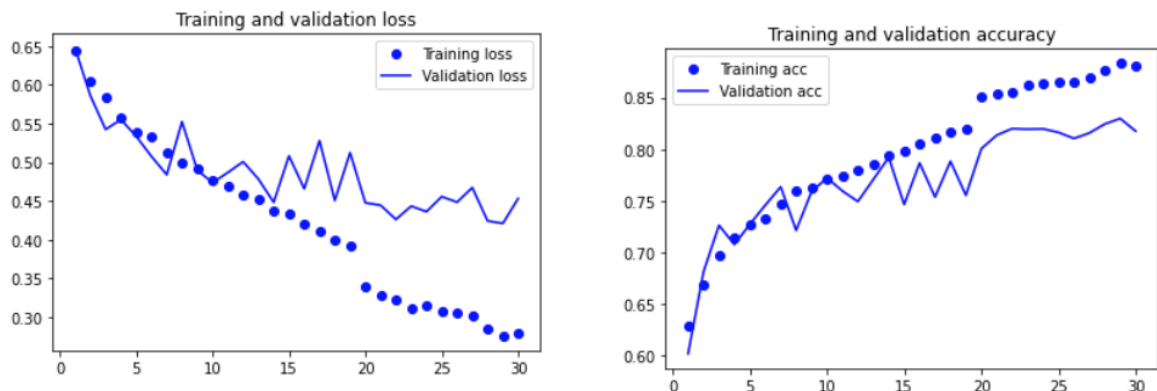 Training and validation loss
Training loss
Validation loss
0.65
0.60
0.55
0.50
0.45
0.40
0.35
0.30
0 5 10 15 20 25 30
Training and validation accuracy
Training acc
Validation acc
0.85
0.80
0.75
0.70
0.65
0.60
0 5 10 15 20 25 30